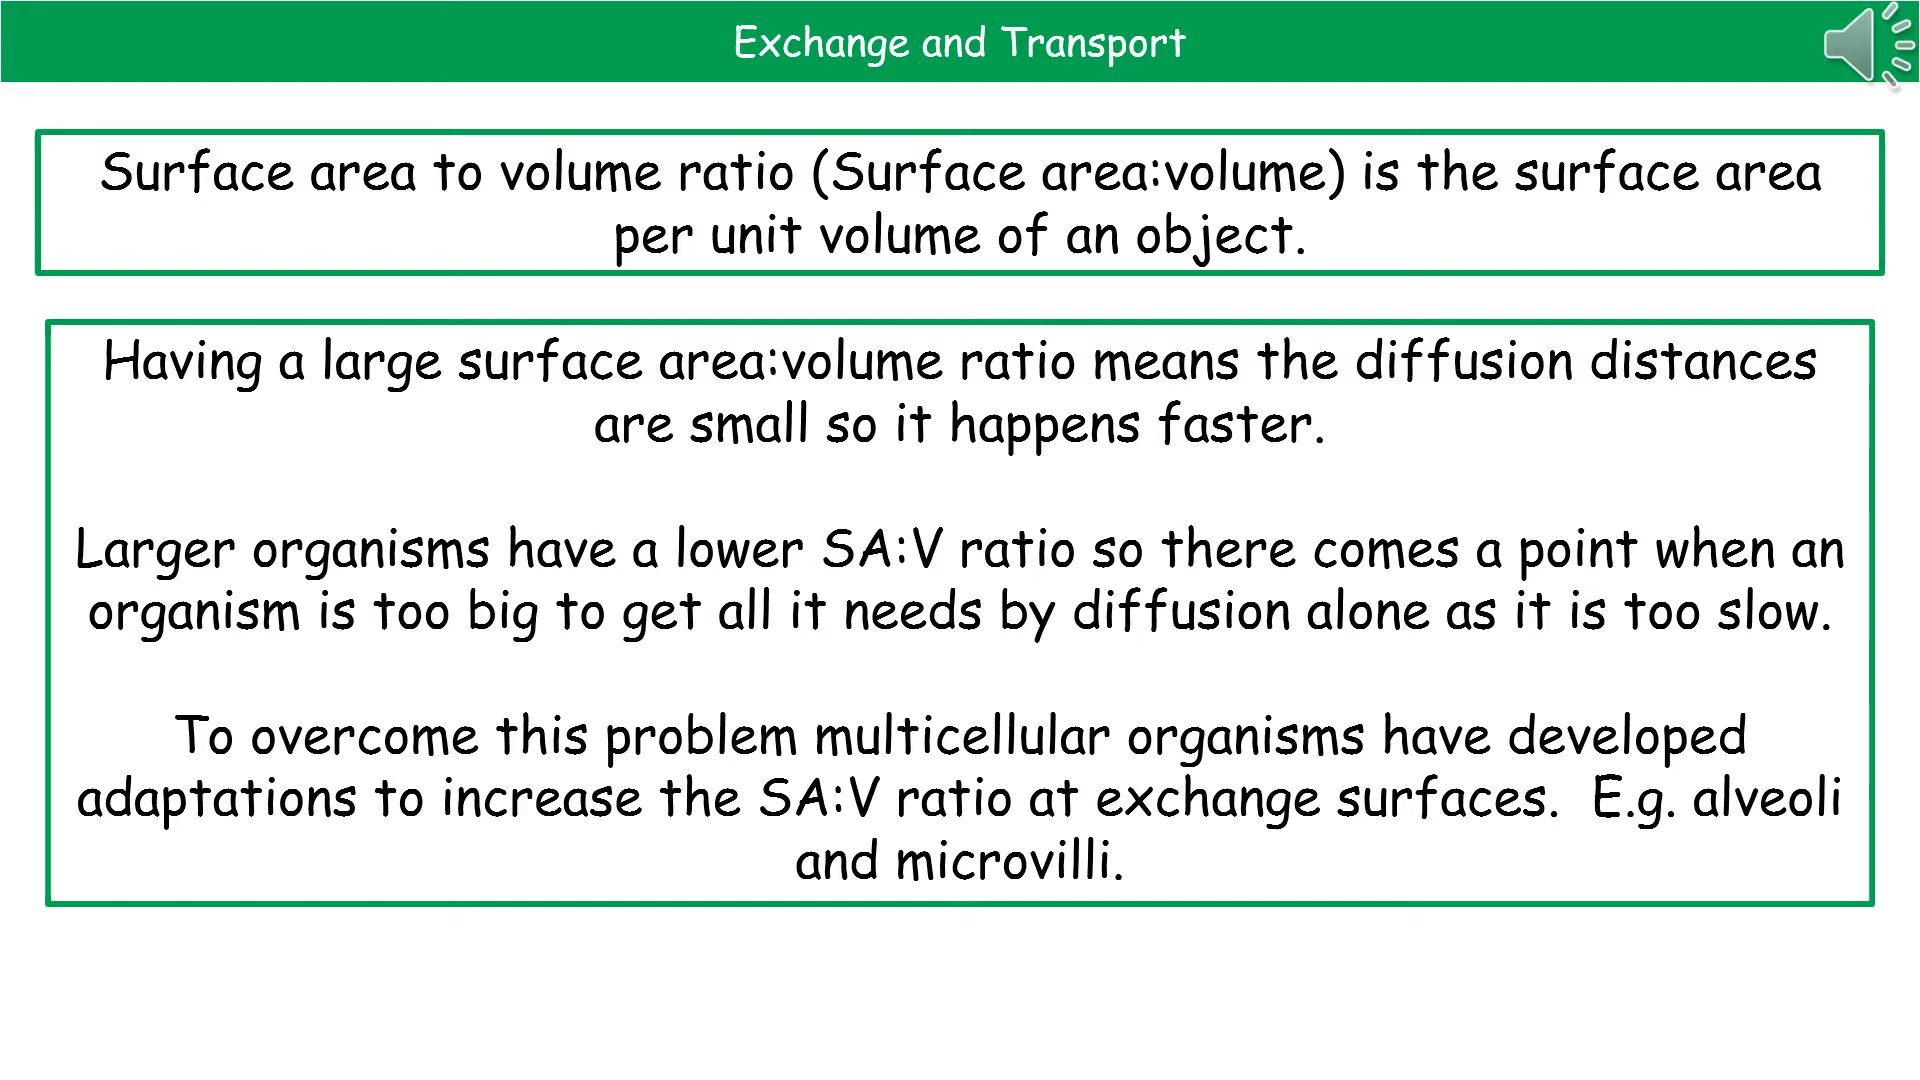 Exchange and Transport
Surface area to volume ratio (Surface area:volume) is the surface area
per unit volume of an object.
Having a large surface area:volume ratio means the diffusion distances
are small so it happens faster.
Larger organisms have a lower SA:V ratio so there comes a point when an
organism is too big to get all it needs by diffusion alone as it is too slow.
To overcome this problem multicellular organisms have developed
adaptations to increase the SA:V ratio at exchange surfaces.  E.g. alveoli
and microvilli.